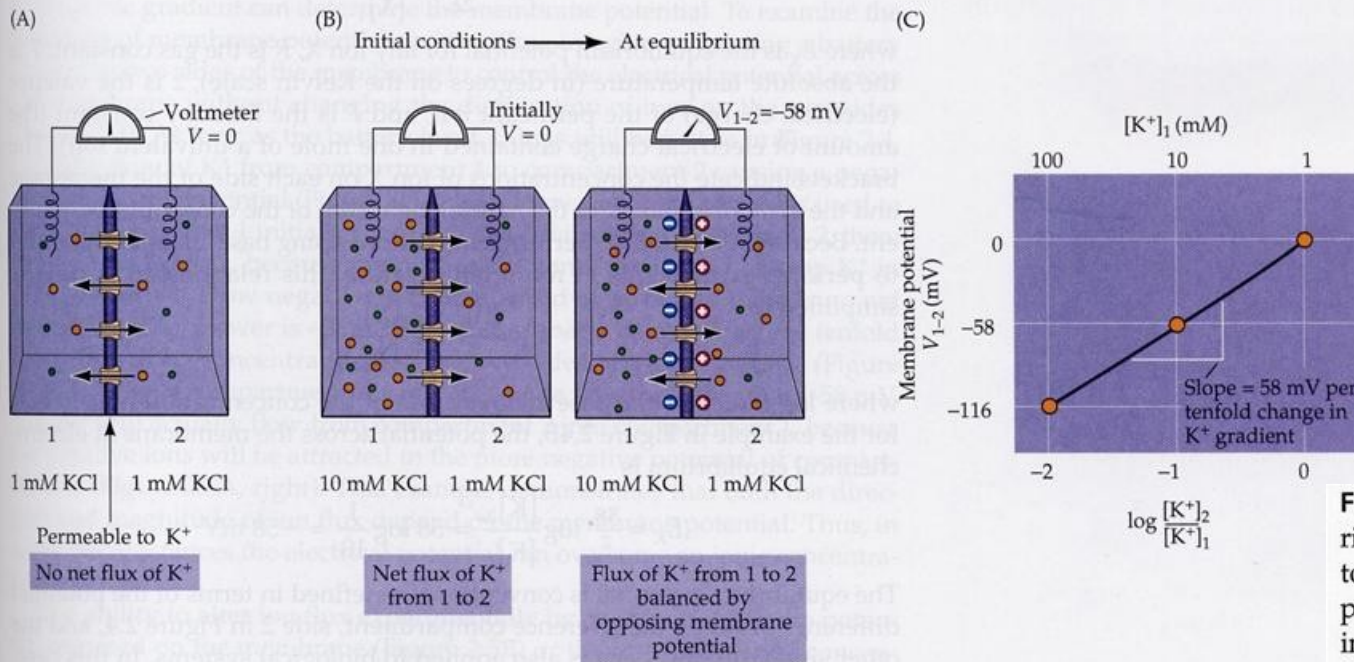 (A)
(B)
Initial conditions → At equilibrium
Voltmeter
V = 0
Initially
V = 0
V1–2 = – 58 mV
1
2
1
2
1
2
1 mM KCl
1 mM KCl
10 mM KCl
1 mM KCl
10 mM KCl
1 mM KCl
Permeable to K+
No net flux of K+
Net flux of K+
from 1 to 2
Flux of K+ from 1 to 2
balanced by
opposing membrane
potential
(C)
[K+]1 (mM)
100
10
1
Membrane potential
V1–2 (mV)
0
–58
–116
Slope = 58 mV per
tenfold change in
K+ gradient
–2
–1
0
log [K+]2
[K+]1
F
ri
to
p
in